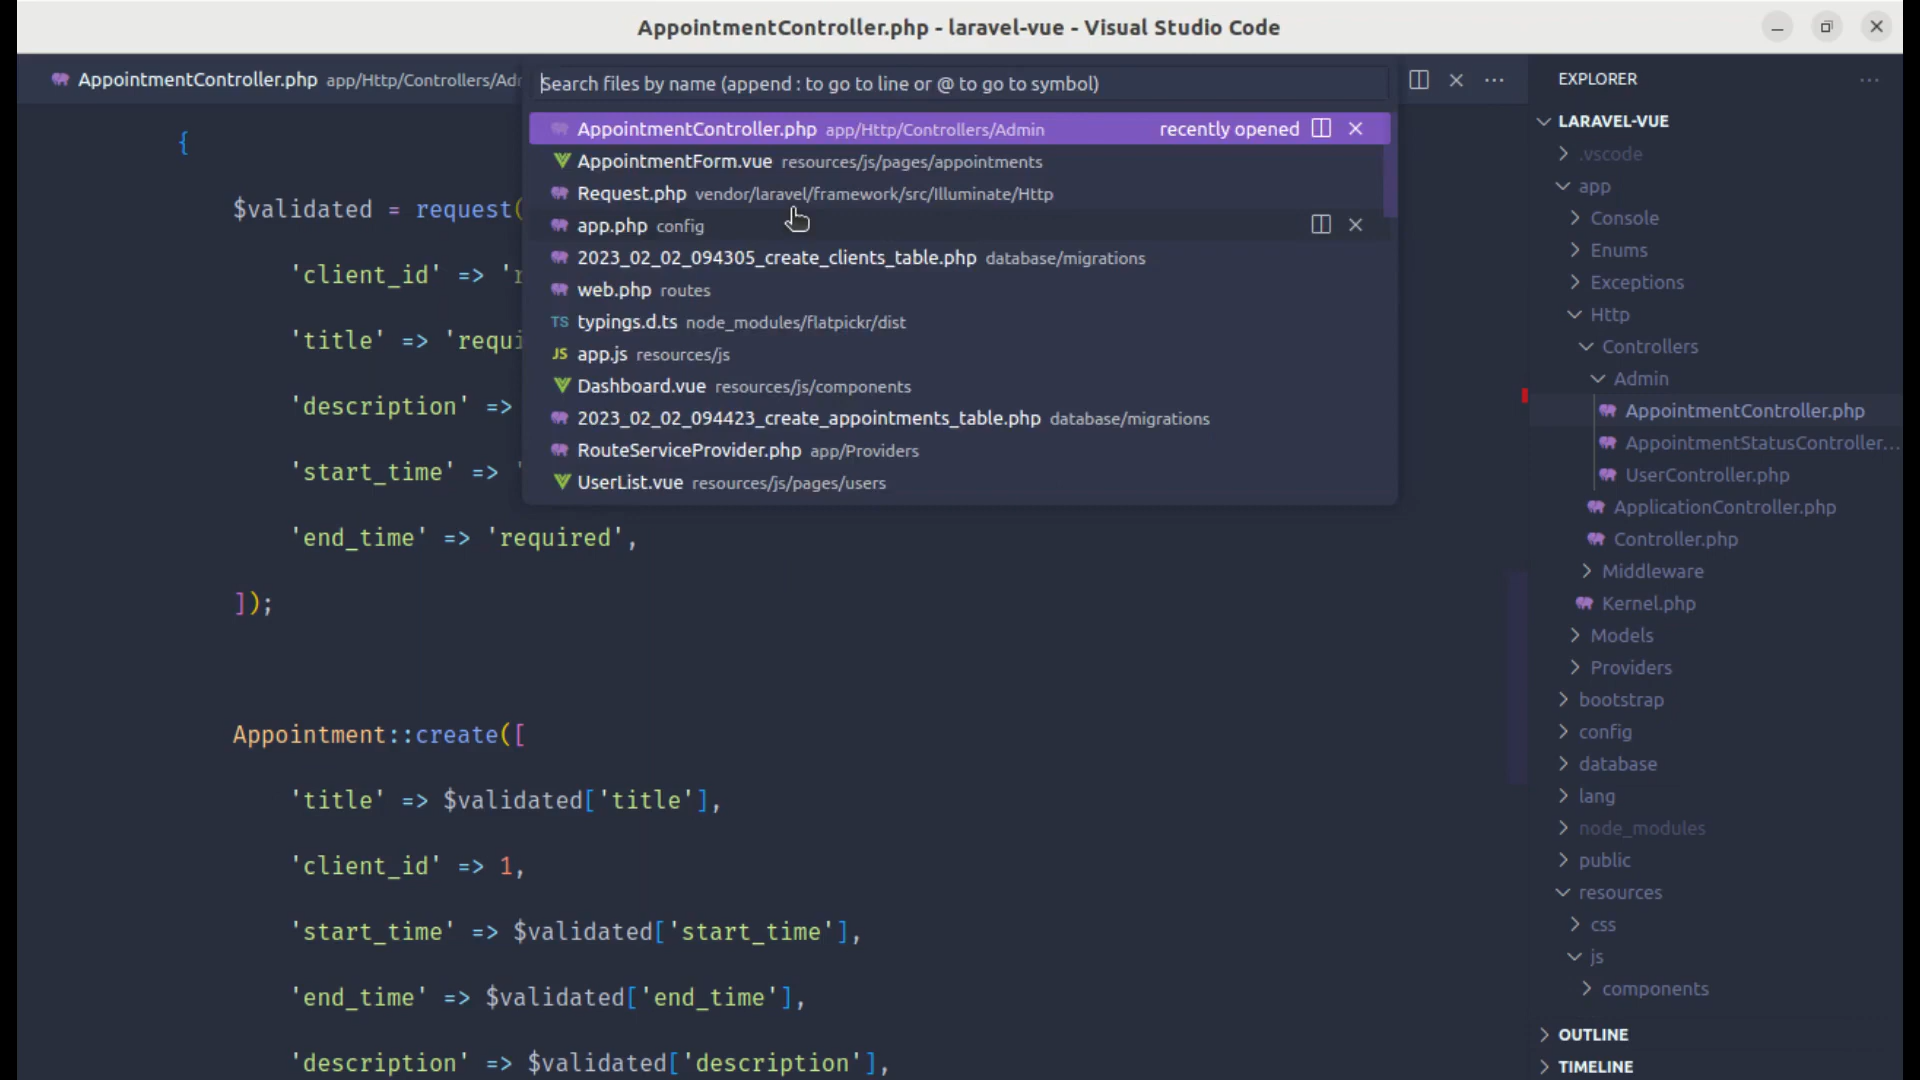 AppointmentController.php - laravel-vue - Visual Studio Code
AppointmentController.php app/Http/Controllers/Adr
Search files by name (append : to go to line or @ to go to symbol)
AppointmentController.php app/Http/Controllers/Admin recently opened
AppointmentForm.vue resources/js/pages/appointments
Request.php vendor/laravel/framework/src/Illuminate/Http
app.php config
2023_02_02_094305_create_clients_table.php database/migrations
web.php routes
TS typings.d.ts node_modules/flatpickr/dist
JS app.js resources/js
Dashboard.vue resources/js/components
2023_02_02_094423_create_appointments_table.php database/migrations
RouteServiceProvider.php app/Providers
UserList.vue resources/js/pages/users
{
$validated = request(
'client_id' => 'r
'title' => 'requi
'description' =>
'start_time' => '
'end_time' => 'required',
]);
Appointment::create([
'title' => $validated['title'],
'client_id' => 1,
'start_time' => $validated['start_time'],
'end_time' => $validated['end_time'],
'description' => $validated['description'],
EXPLORER
LARAVEL-VUE
.vscode
app
Console
Enums
Exceptions
Http
Controllers
Admin
AppointmentController.php
AppointmentStatusController...
UserController.php
ApplicationController.php
Controller.php
Middleware
Kernel.php
Models
Providers
bootstrap
config
database
lang
node_modules
public
resources
css
js
components
OUTLINE
TIMELINE